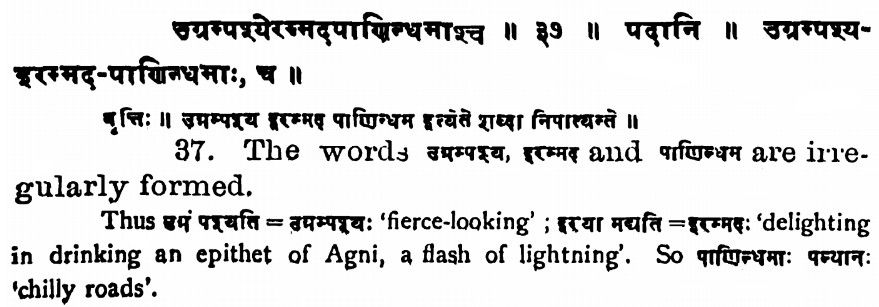 उग्रम्पश्येरम्मदपाणिन्धमाश्च ॥ ३७ ॥ पदानि ॥ उग्रम्पश्य-
इरम्मद-पाणिन्धमाः, च ॥
वृत्तिः ॥ उग्रम्पश्य इरम्मद पाणिन्धम इत्येते शब्दा निपात्यन्ते ॥
37. The words उग्रम्पश्य, इरम्मद and पाणिन्धम are irre-
gularly formed.
Thus उग्रं पश्यति = उग्रम्पश्यः 'fierce-looking' ; इरया मद्यति =इरम्मदः 'delighting
in drinking an epithet of Agni, a flash of lightning'. So पाणिन्धमाः पन्थानः
'chilly roads'.